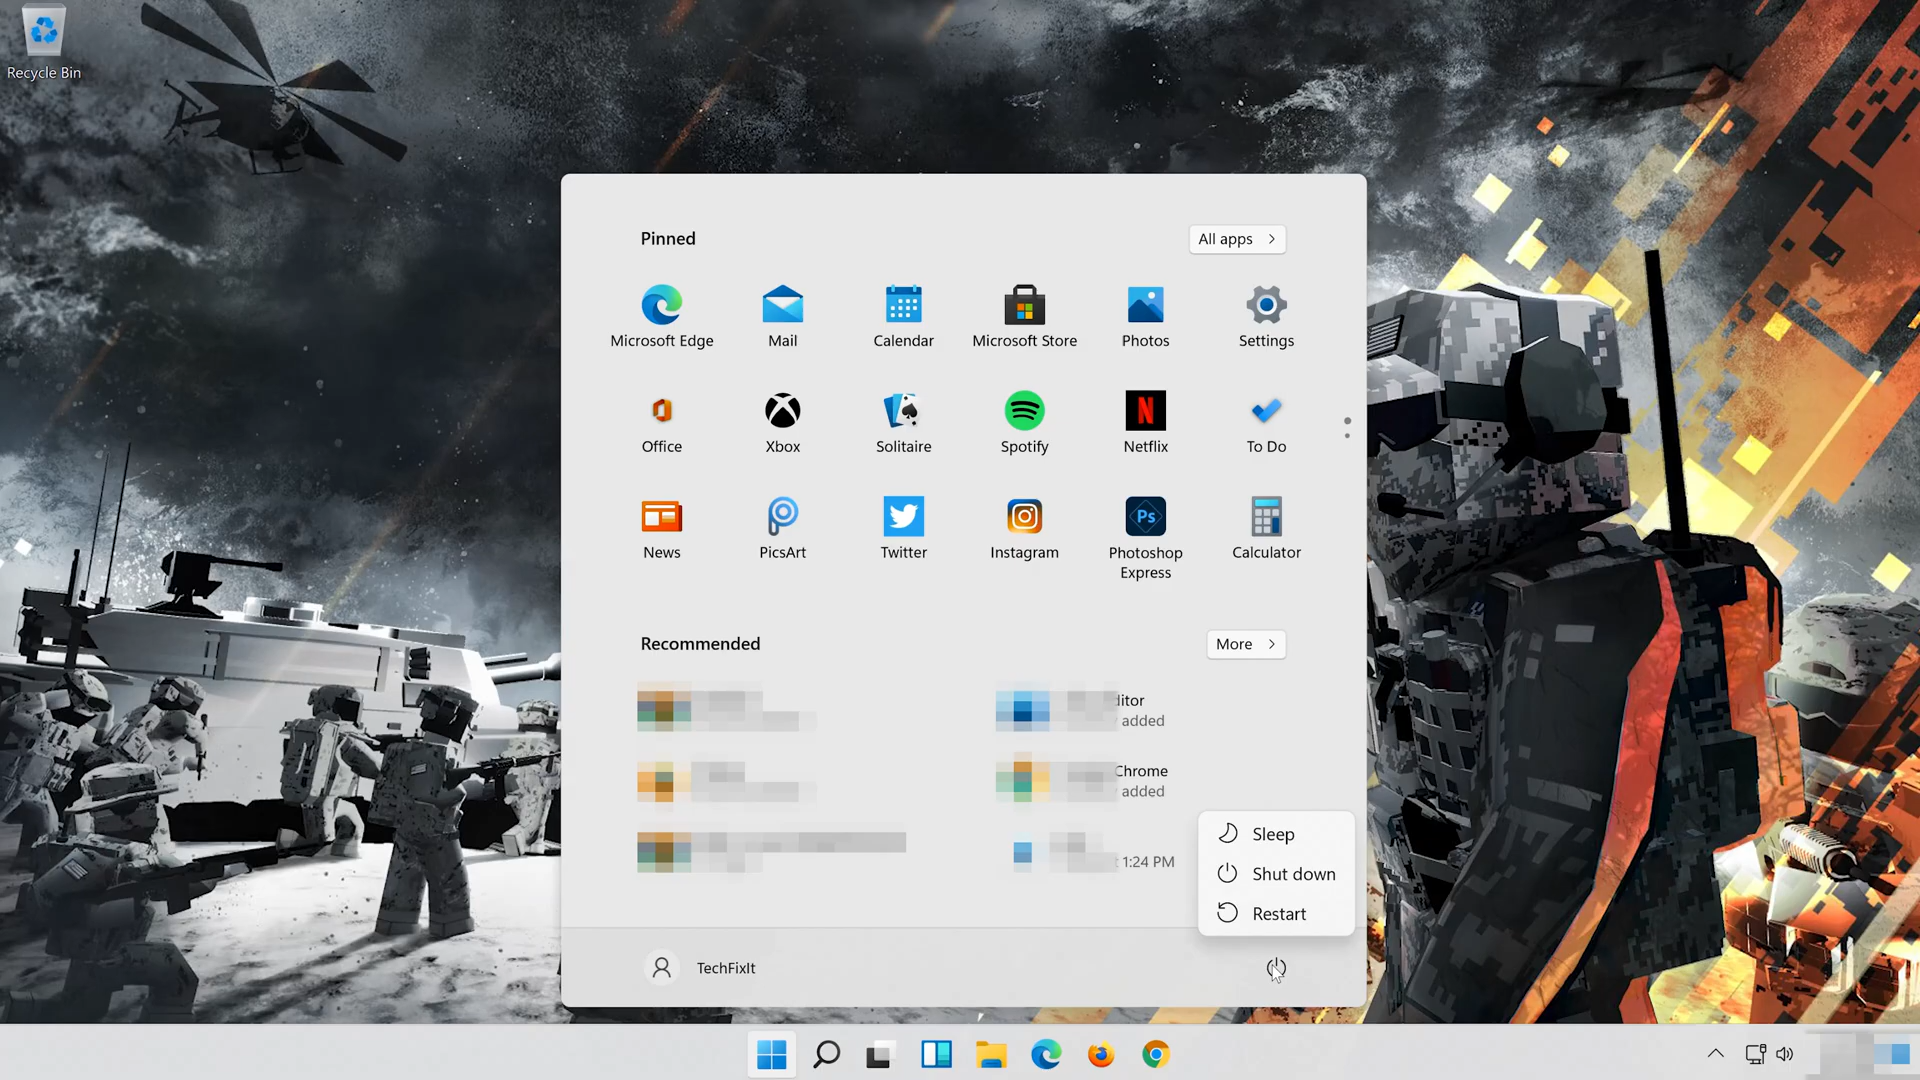 Recycle Bin
Pinned
All apps
Microsoft Edge
Mail
Calendar
Microsoft Store
Photos
Settings
Office
Xbox
Solitaire
Spotify
Netflix
To Do
News
PicsArt
Twitter
Instagram
Ps
Photoshop
Express
Calculator
Recommended
More
added
Chrome
added
1:24 PM
Sleep
Shut down
Restart
TechFixIt